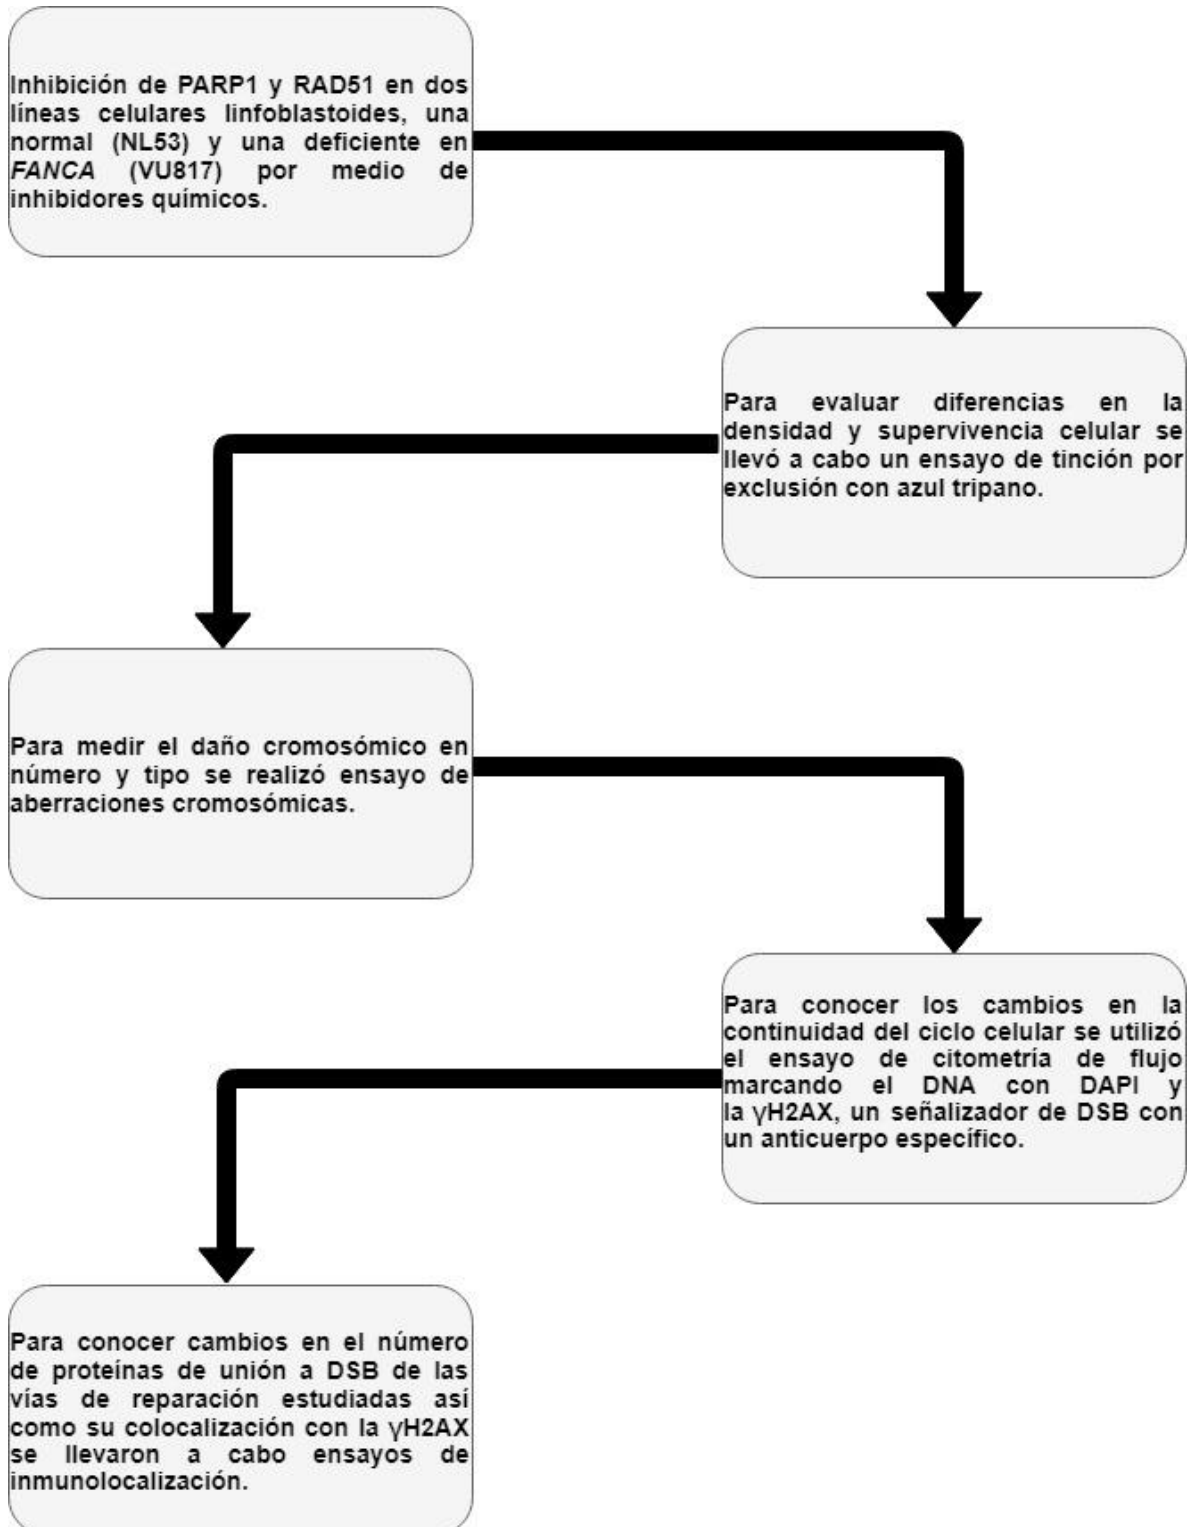 Inhibición de PARP1 y RAD51 en dos
líneas celulares linfoblastoides, una
normal (NL53) y una deficiente en
FANCA (VU817) por medio de
inhibidores químicos.
Para evaluar diferencias en la
densidad y supervivencia celular se
llevó a cabo un ensayo de tinción por
exclusión con azul tripano.
Para medir el daño cromosómico en
número y tipo se realizó ensayo de
aberraciones cromosómicas.
Para conocer los cambios en la
continuidad del ciclo celular se utilizó
el ensayo de citometría de flujo
marcando el DNA con DAPI y
la γH2AX, un señalizador de DSB con
un anticuerpo específico.
Para conocer cambios en el número
de proteínas de unión a DSB de las
vías de reparación estudiadas así
como su colocalización con la γH2AX
se llevaron a cabo ensayos de
inmunolocalización.